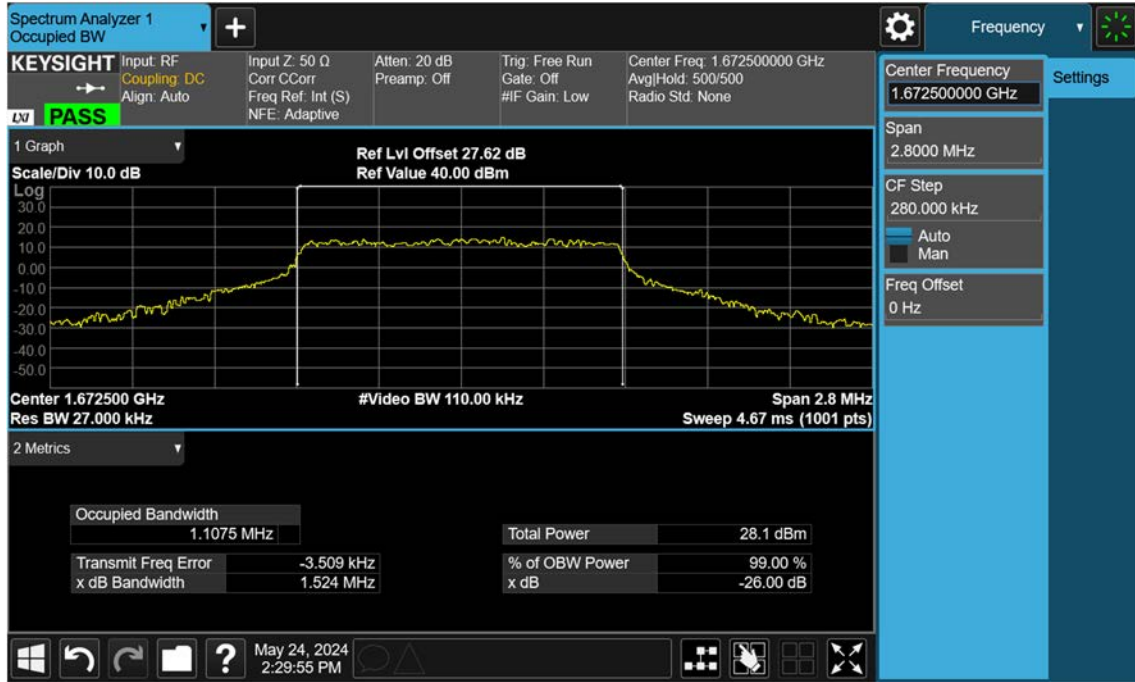 Spectrum Analyzer 1
Occupied BW
+
Frequency
KEYSIGHT
LXI PASS
Input: RF
Coupling: DC
Align: Auto
Input Z: 50 Ω
Corr CCorr
Freq Ref: Int (S)
NFE: Adaptive
Atten: 20 dB
Preamp: Off
Trig: Free Run
Gate: Off
#IF Gain: Low
Center Freq: 1.672500000 GHz
Avg|Hold: 500/500
Radio Std: None
Center Frequency
1.672500000 GHz
Settings
Span
2.8000 MHz
CF Step
280.000 kHz
Auto
Man
Freq Offset
0 Hz
1 Graph
Scale/Div 10.0 dB
Ref Lvl Offset 27.62 dB
Ref Value 40.00 dBm
Log
30.0
20.0
10.0
0.00
-10.0
-20.0
-30.0
-40.0
-50.0
Center 1.672500 GHz
#Video BW 110.00 kHz
Span 2.8 MHz
Res BW 27.000 kHz
Sweep 4.67 ms (1001 pts)
2 Metrics
Occupied Bandwidth
1.1075 MHz
Total Power 28.1 dBm
Transmit Freq Error -3.509 kHz
% of OBW Power 99.00 %
x dB Bandwidth 1.524 MHz
x dB -26.00 dB
?
May 24, 2024
2:29:55 PM